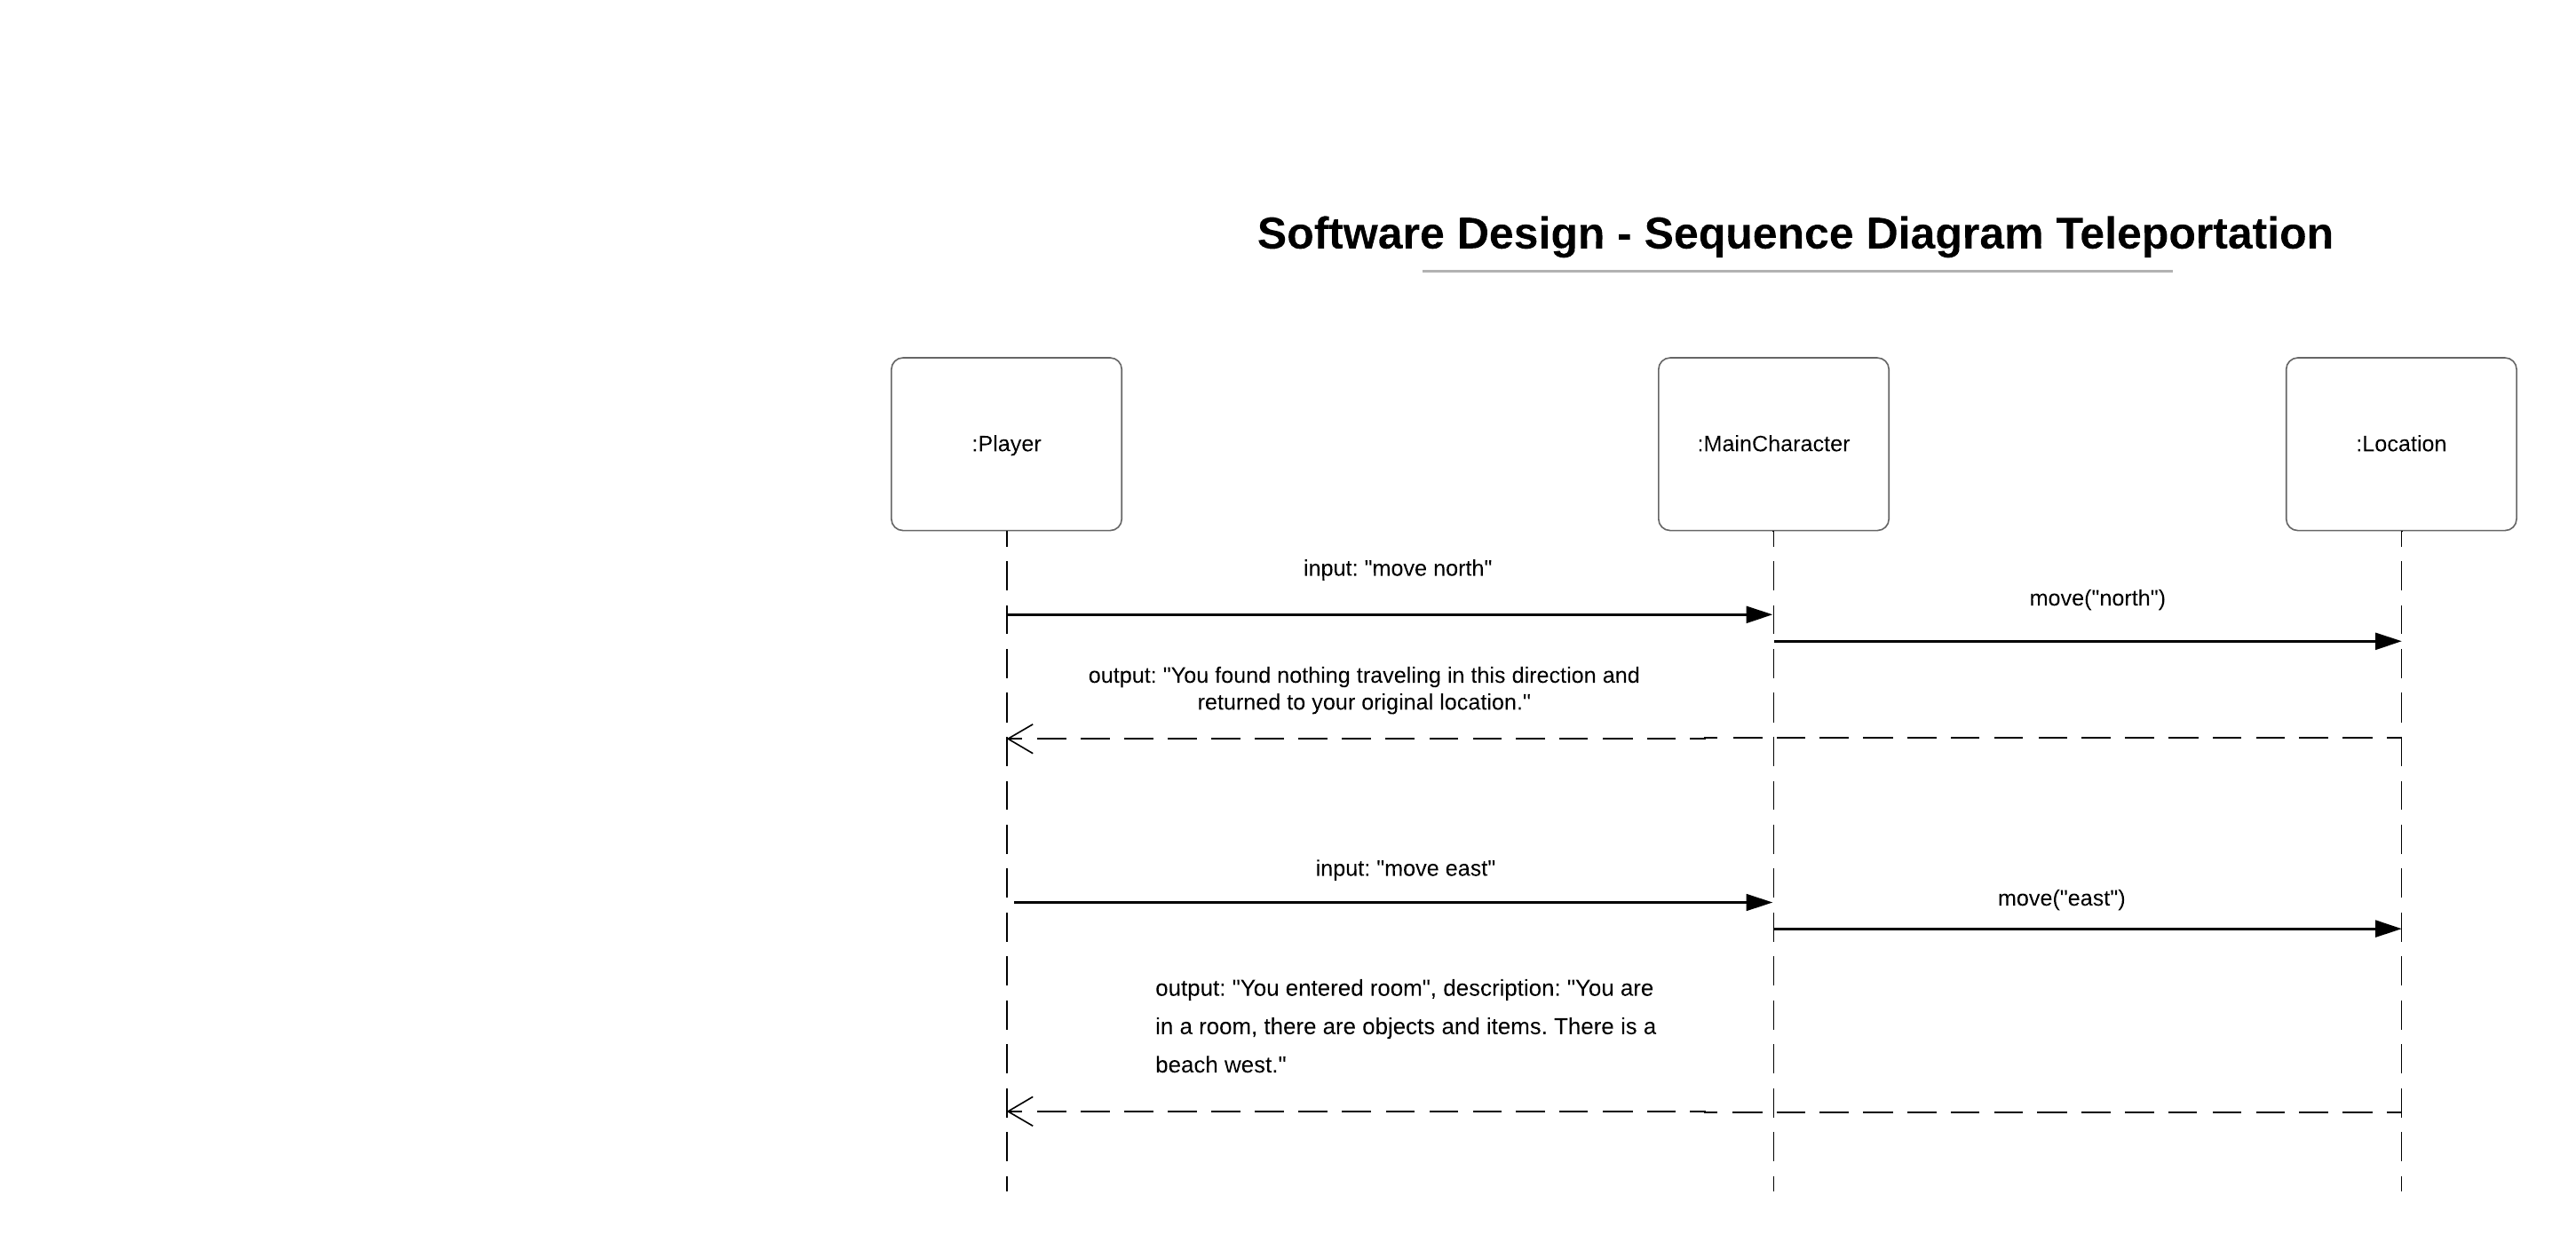 Software Design - Sequence Diagram Teleportation
:Player
:MainCharacter
:Location
input: "move north"
move("north")
output: "You found nothing traveling in this direction and
returned to your original location."
input: "move east"
move("east")
output: "You entered room", description: "You are
in a room, there are objects and items. There is a
beach west."